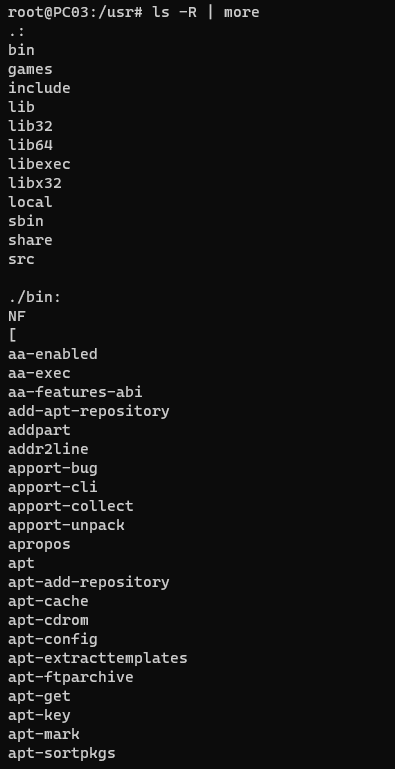 root@PC03:/usr# ls -R | more
.:
bin
games
include
lib
lib32
lib64
libexec
libx32
local
sbin
share
src

./bin:
NF
[
aa-enabled
aa-exec
aa-features-abi
add-apt-repository
addpart
addr2line
apport-bug
apport-cli
apport-collect
apport-unpack
apropos
apt
apt-add-repository
apt-cache
apt-cdrom
apt-config
apt-extracttemplates
apt-ftparchive
apt-get
apt-key
apt-mark
apt-sortpkgs